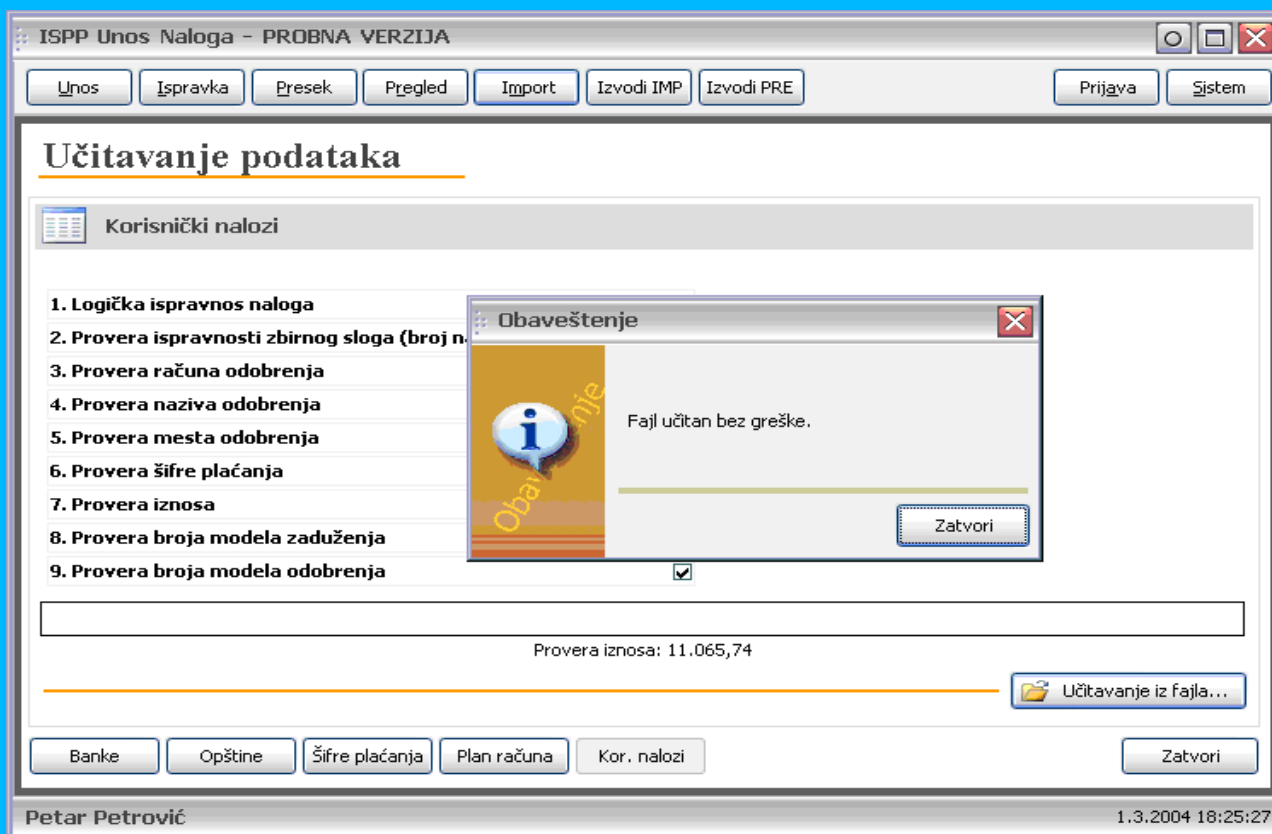 ISPP Unos Naloga - PROBNA VERZIJA
Unos Ispravka Presek Pregled Import Izvodi IMP Izvodi PRE Prijava Sistem
Učitavanje podataka
Korisnički nalozi
1. Logička ispravnos naloga
2. Provera ispravnosti zbirnog sloga (broj
3. Provera računa odobrenja
4. Provera naziva odobrenja
5. Provera mesta odobrenja
6. Provera šifre plaćanja
7. Provera iznosa
8. Provera broja modela zaduženja
9. Provera broja modela odobrenja
Obaveštenje
Obaveštenje
Fajl učitan bez greške.
Zatvori
Provera iznosa: 11.065,74
Učitavanje iz fajla...
Banke Opštine Šifre plaćanja Plan računa Kor. nalozi Zatvori
Petar Petrović 1.3.2004 18:25:27